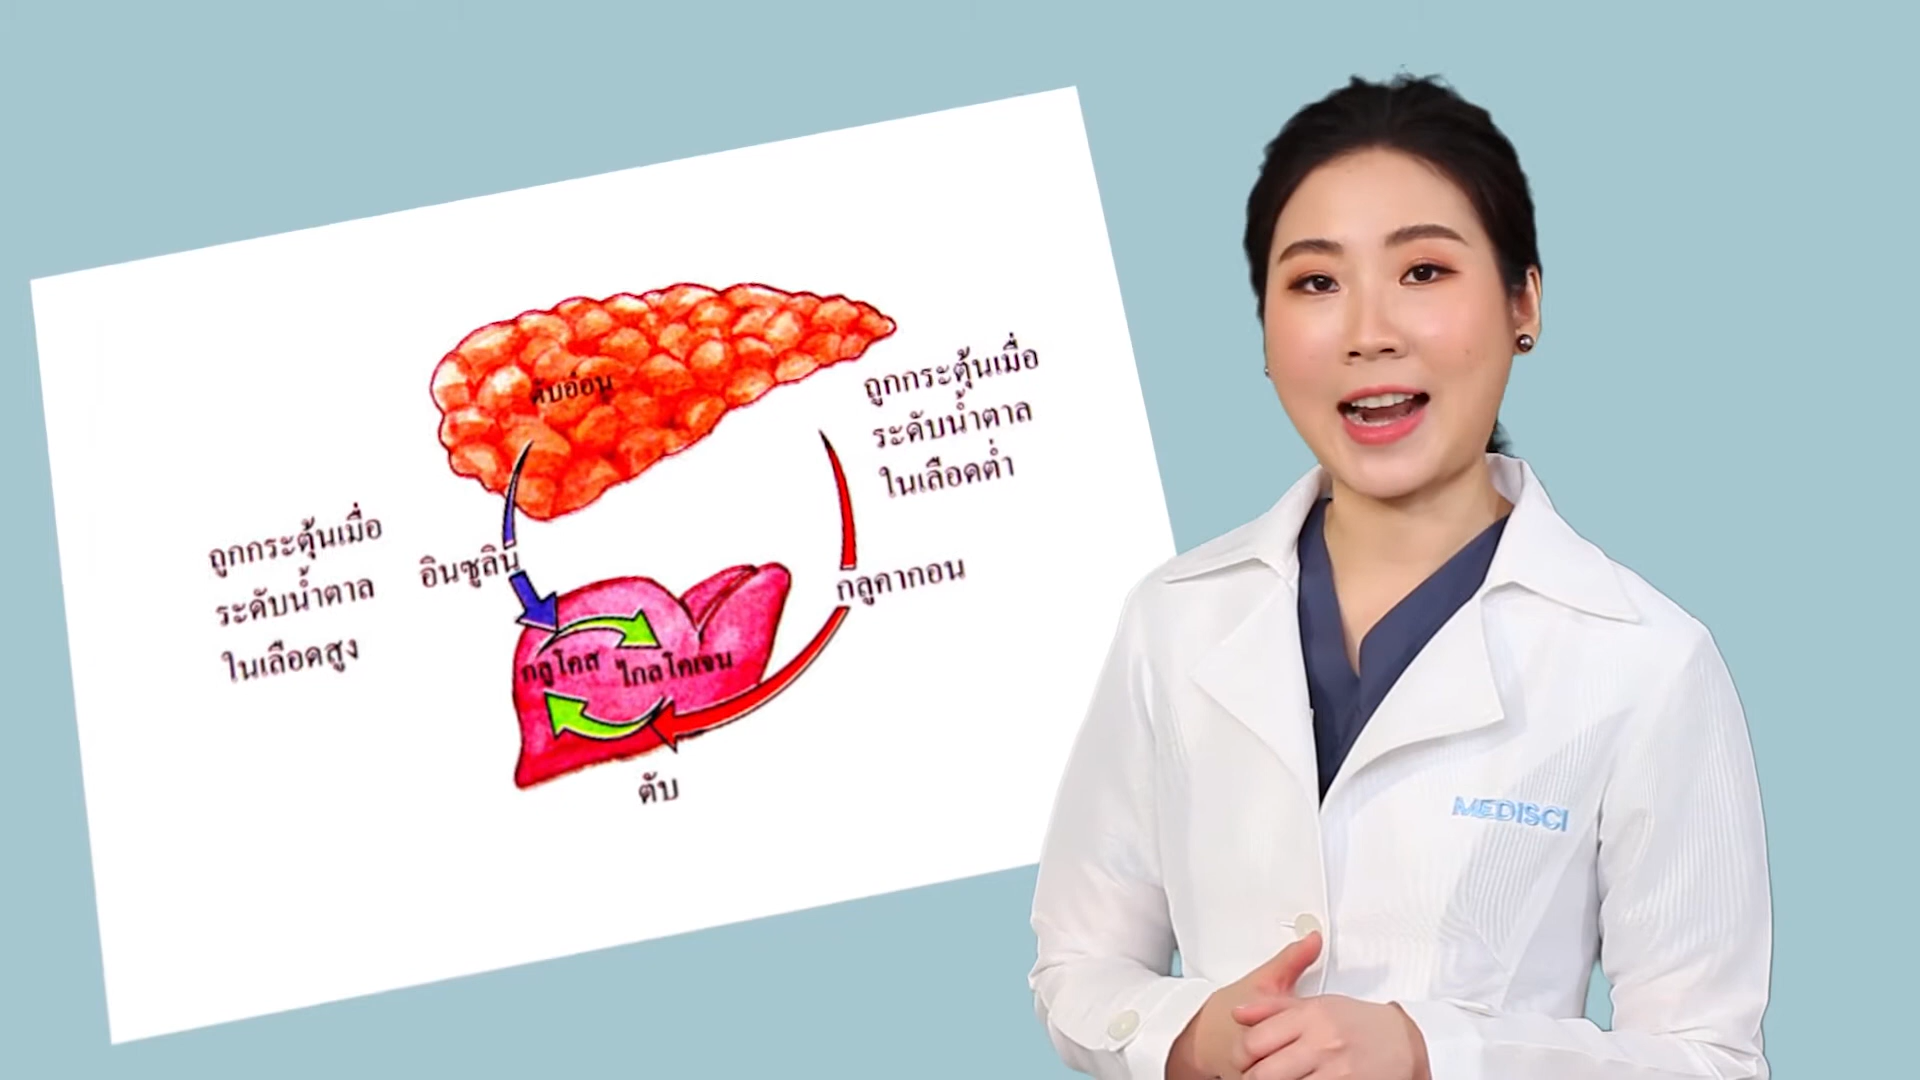 ตับอ่อน
ถูกกระตุ้นเมื่อ
ระดับน้ำตาล
ในเลือดต่ำ
ถูกกระตุ้นเมื่อ
ระดับน้ำตาล
ในเลือดสูง
อินซูลิน
กลูคากอน
กลูโคส ไกลโคเจน
ตับ
MEDISCI